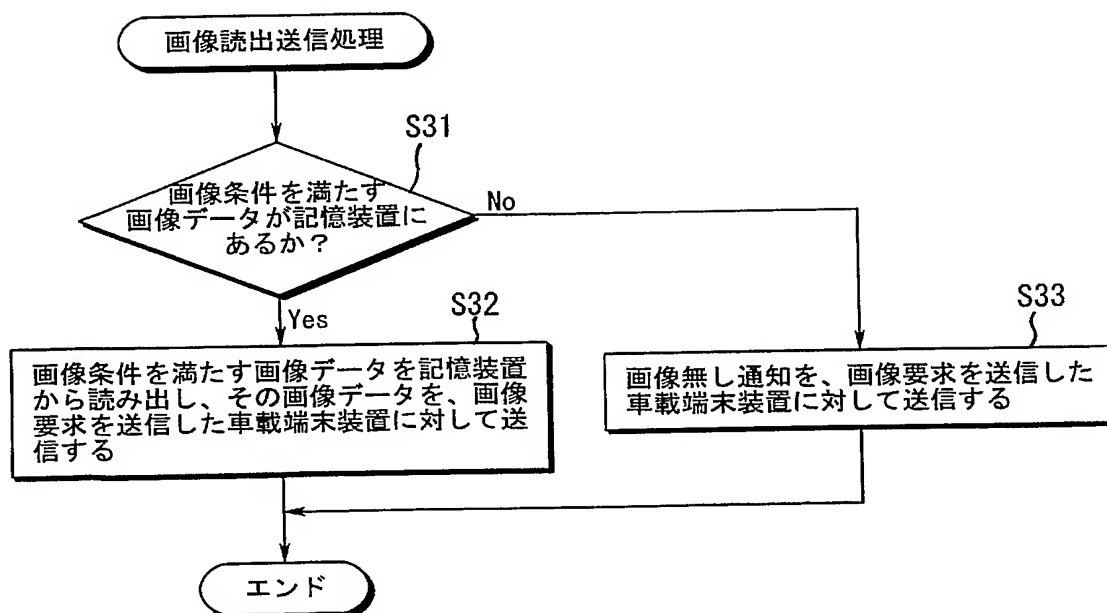 画像読出送信処理
S31
画像条件を満たす
画像データが記憶装置に
あるか？
No
Yes
S32
画像条件を満たす画像データを記憶装置
から読み出し、その画像データを、画像
要求を送信した車載端末装置に対して送
信する
S33
画像無し通知を、画像要求を送信した
車載端末装置に対して送信する
エンド